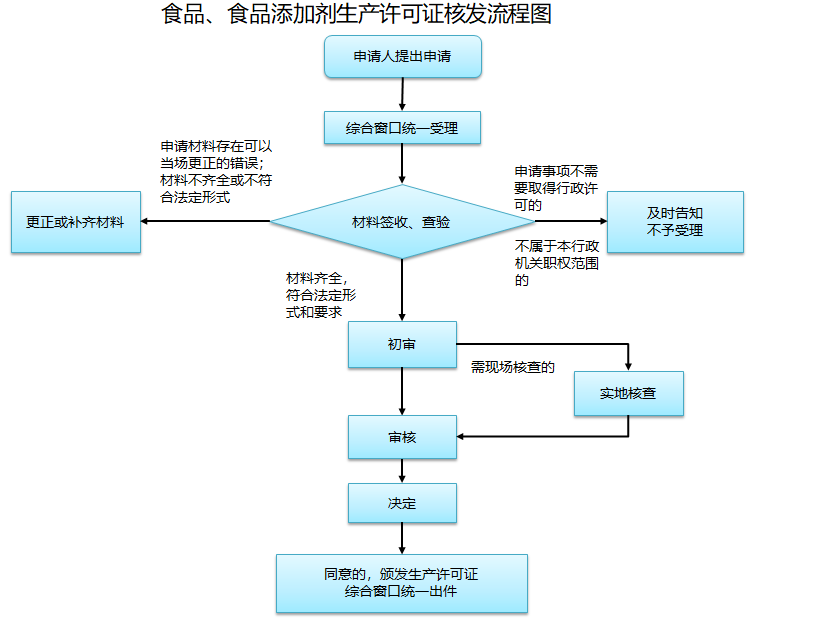 食品、食品添加剂生产许可证核发流程图
申请人提出申请
综合窗口统一受理
申请材料存在可以
当场更正的错误；
材料不齐全或不符
合法定形式
申请事项不需
要取得行政许
可的
更正或补齐材料
材料签收、查验
及时告知
不予受理
不属于本行政
机关职权范围
的
材料齐全，
符合法定形
式和要求
初审
需现场核查的
实地核查
审核
决定
同意的，颁发生产许可证
综合窗口统一出件